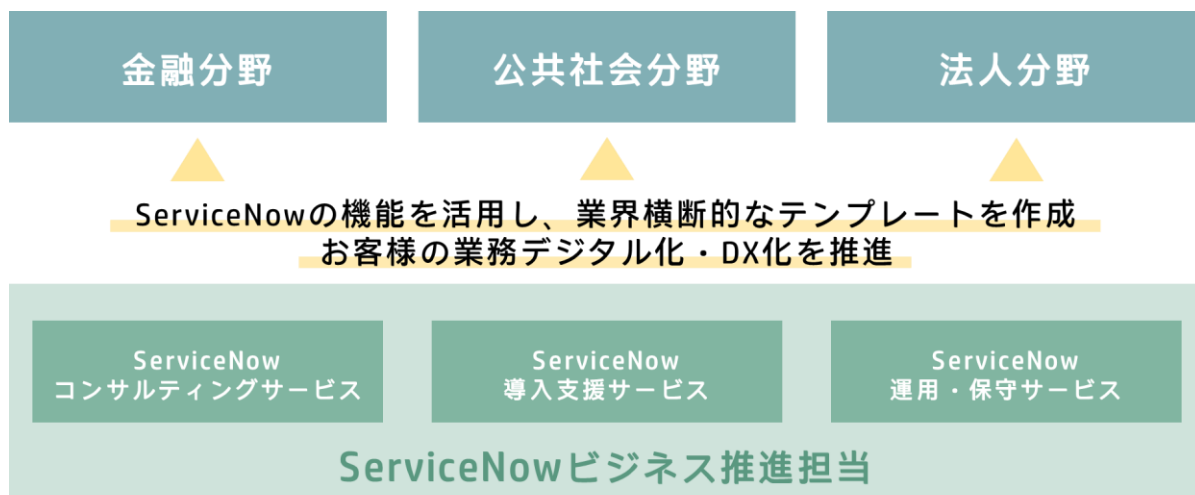 金融分野
公共社会分野
法人分野
ServiceNowの機能を活用し、業界横断的なテンプレートを作成
お客様の業務デジタル化・DX化を推進
ServiceNow
コンサルティングサービス
ServiceNow
導入支援サービス
ServiceNow
運用・保守サービス
ServiceNowビジネス推進担当